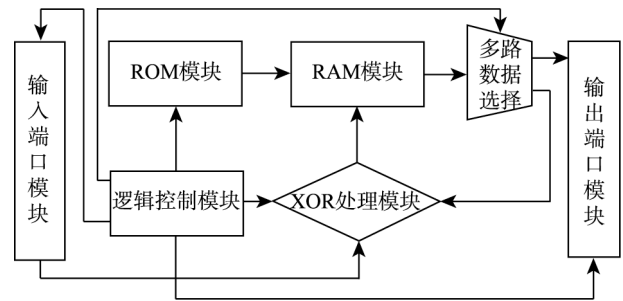 输入端口模块
ROM模块
RAM模块
多路
数据
选择
输出端口模块
逻辑控制模块
XOR处理模块